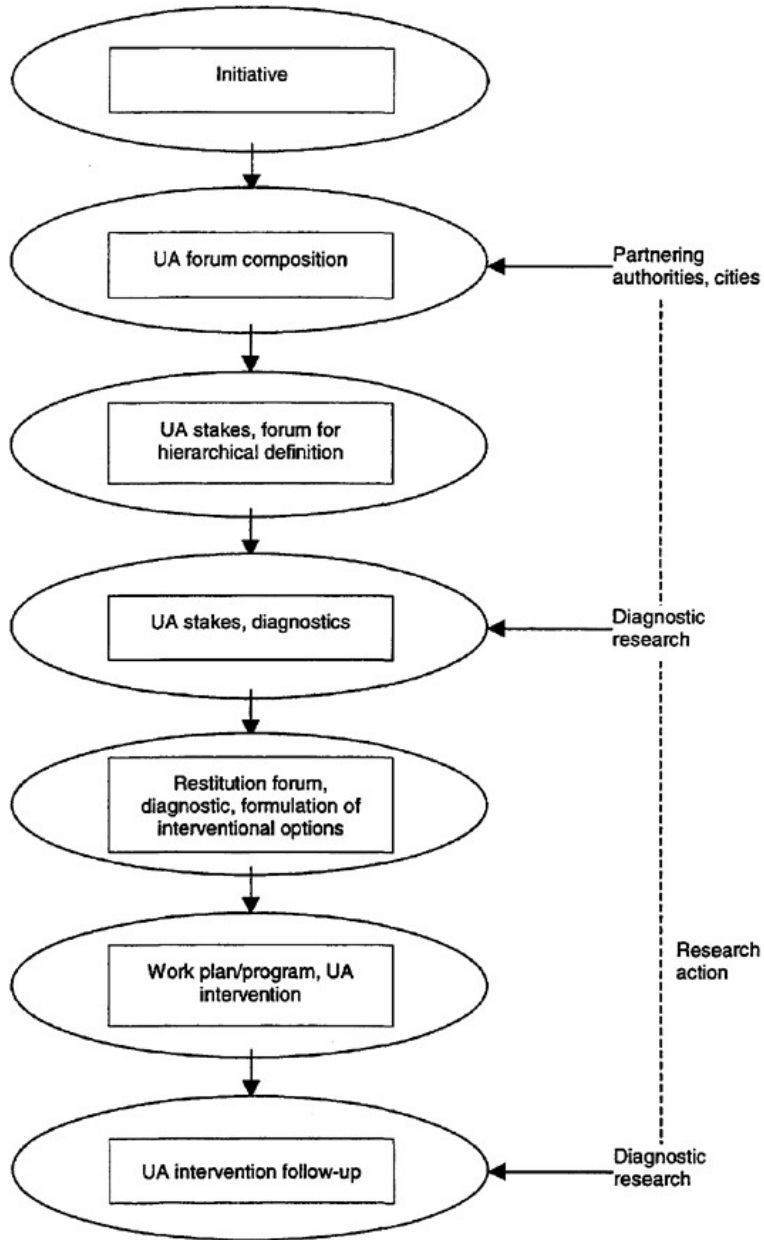 Initiative
UA forum composition
Partnering
authorities, cities
UA stakes, forum for
hierarchical definition
UA stakes, diagnostics
Diagnostic
research
Restitution forum,
diagnostic, formulation of
interventional options
Work plan/program, UA
intervention
Research
action
UA intervention follow-up
Diagnostic
research